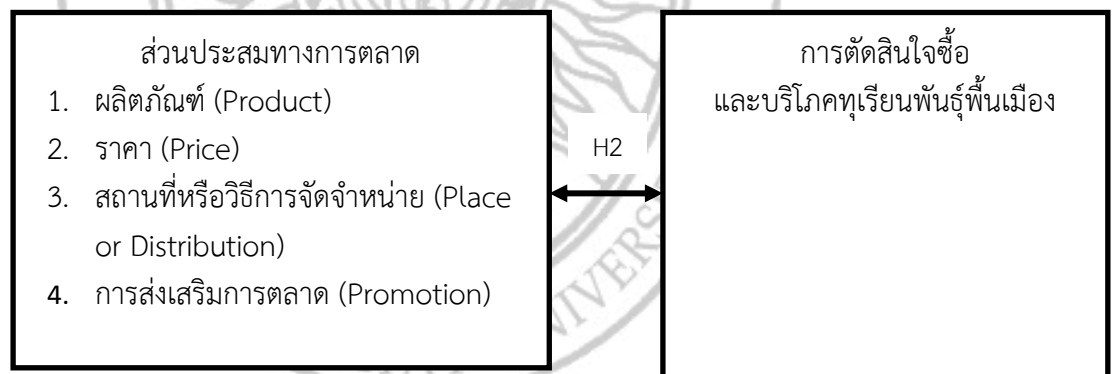 ส่วนประสมทางการตลาด
1. ผลิตภัณฑ์ (Product)
2. ราคา (Price)
3. สถานที่หรือวิธีการจัดจำหน่าย (Place
or Distribution)
4. การส่งเสริมการตลาด (Promotion)
H2
การตัดสินใจซื้อ
และบริโภคทุเรียนพันธุ์พื้นเมือง